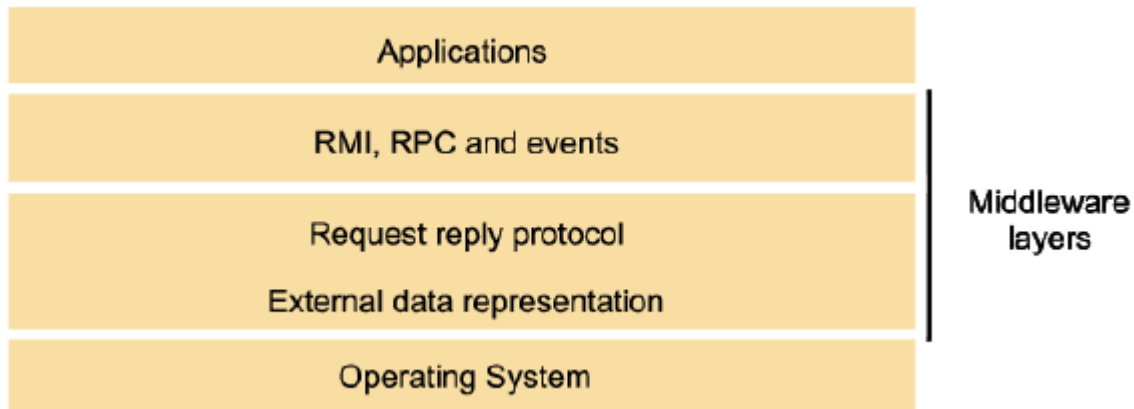 Applications
RMI, RPC and events
Request reply protocol
External data representation
Operating System
Middleware
layers